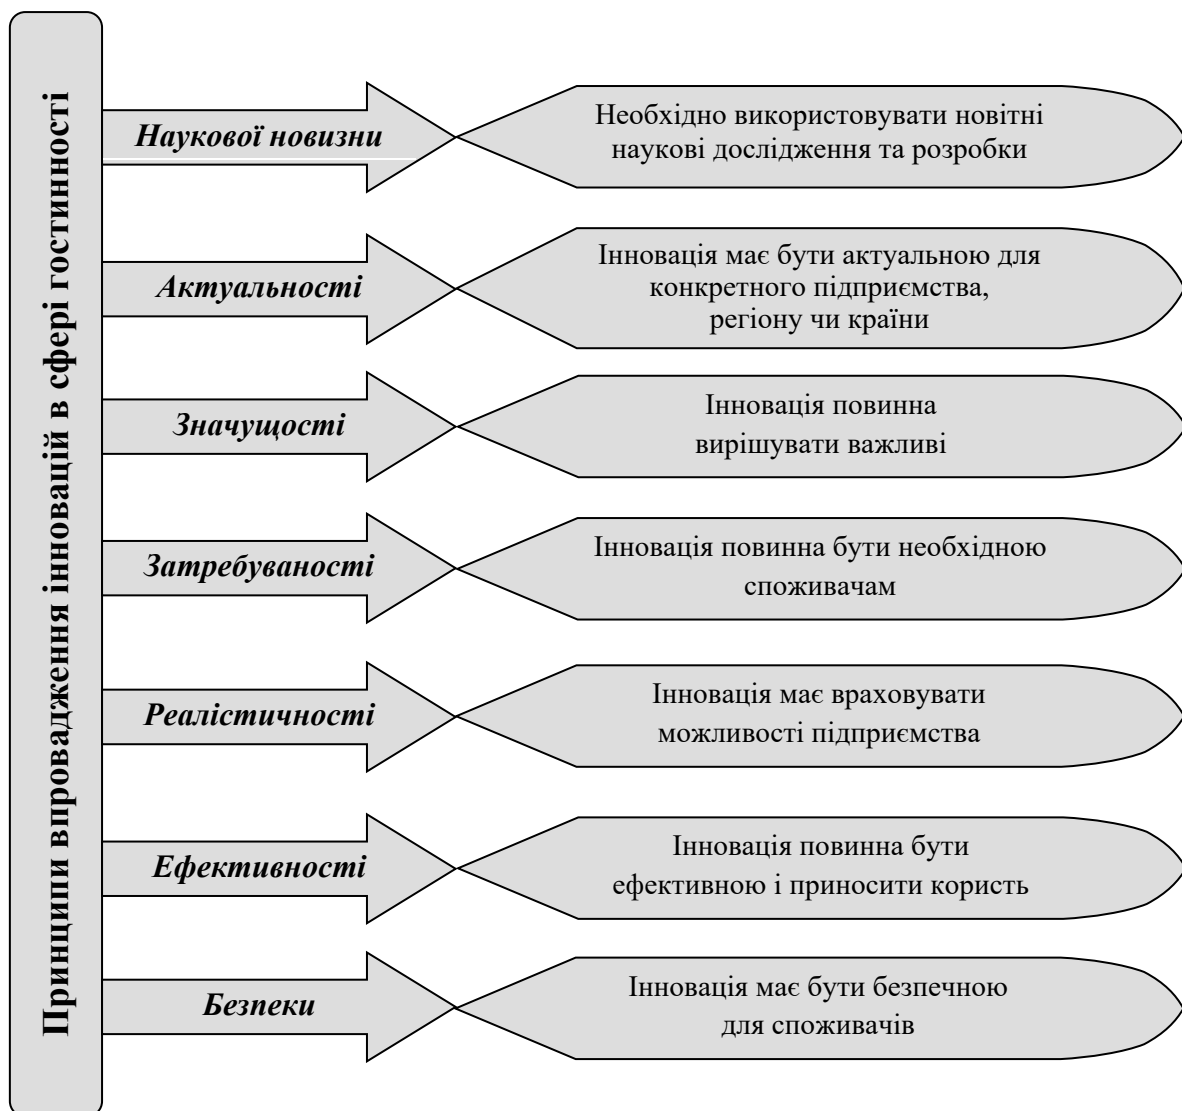 Принципи впровадження інновацій в сфері гостинності
Наукової новизни
Необхідно використовувати новітні
наукові дослідження та розробки
Актуальності
Інновація має бути актуальною для
конкретного підприємства,
регіону чи країни
Значущості
Інновація повинна
вирішувати важливі
Затребуваності
Інновація повинна бути необхідною
споживачам
Реалістичності
Інновація має враховувати
можливості підприємства
Ефективності
Інновація повинна бути
ефективною і приносити користь
Безпеки
Інновація має бути безпечною
для споживачів